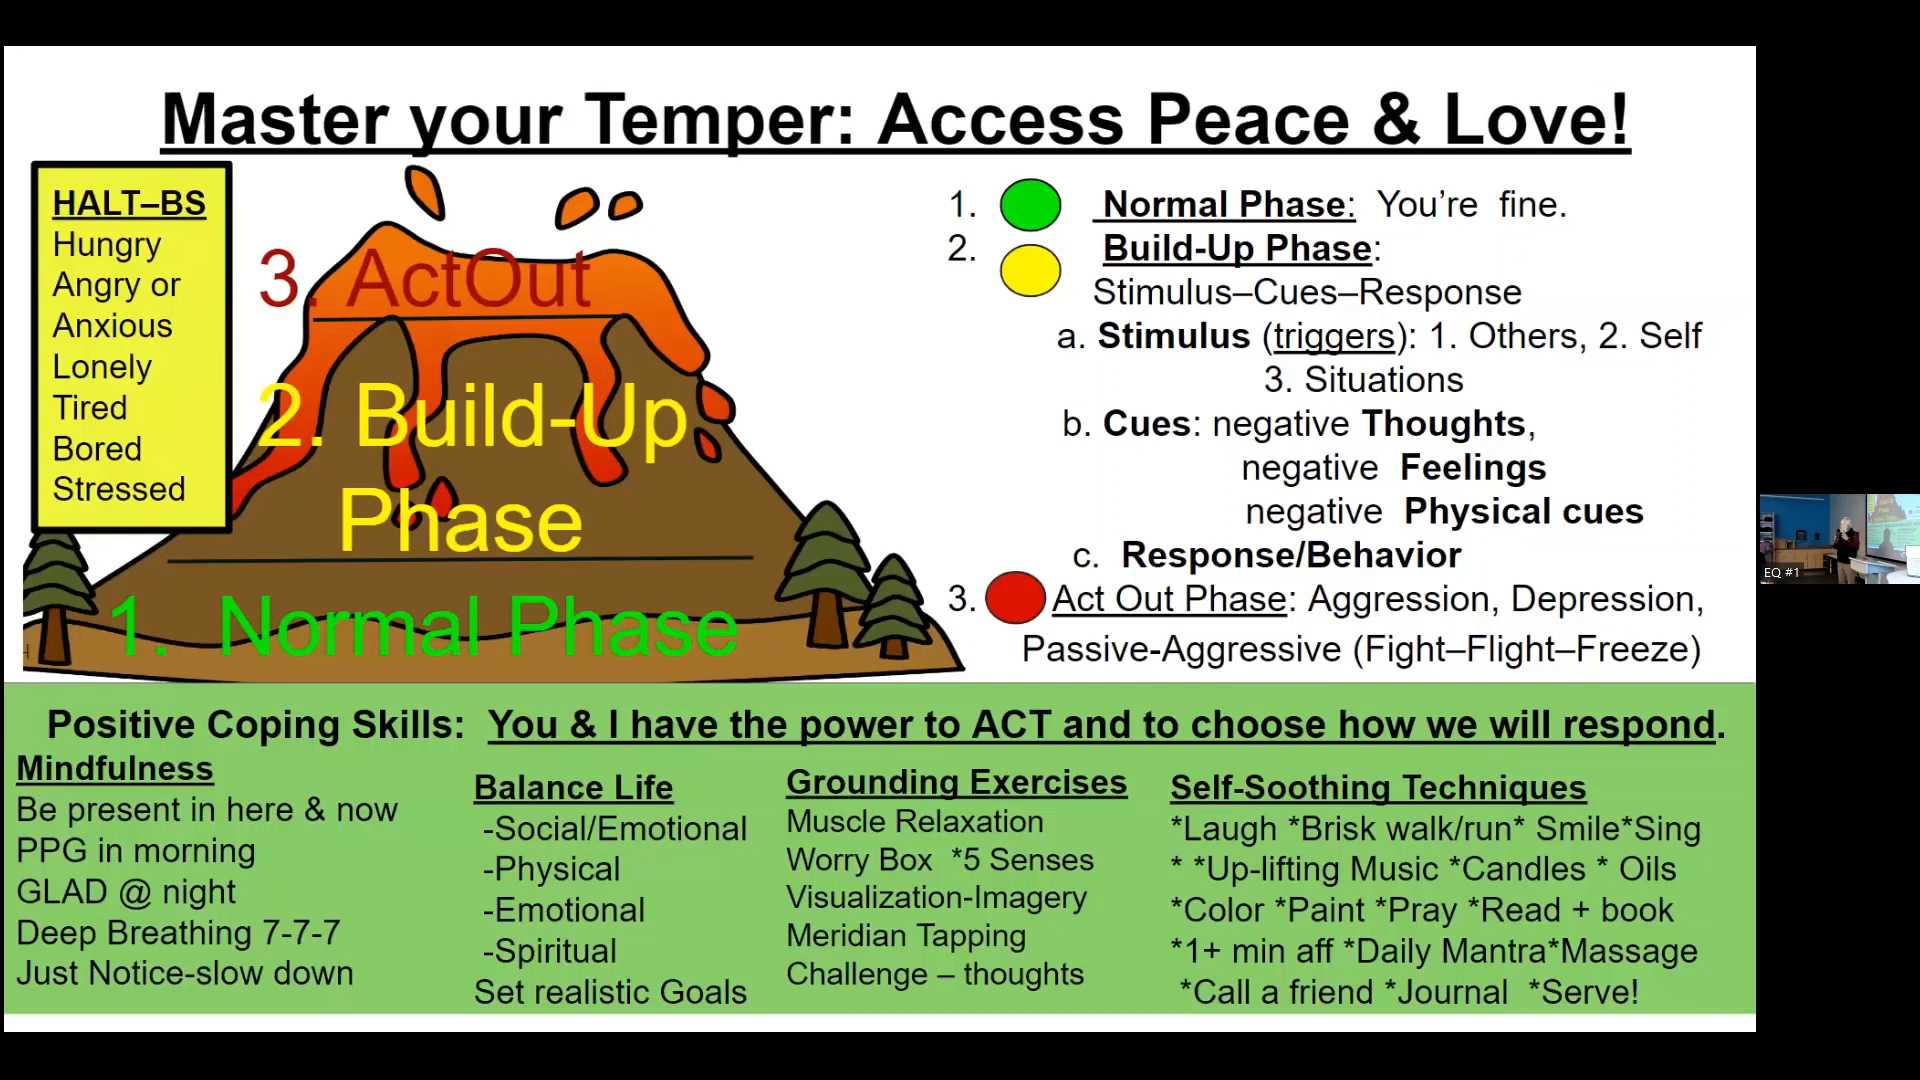 Master your Temper: Access Peace & Love!
HALT–BS
Hungry
Angry or
Anxious
Lonely
Tired
Bored
Stressed
3. ActOut
2. Build-Up
Phase
1. Normal Phase
1. Normal Phase: You’re fine.
2. Build-Up Phase:
Stimulus–Cues–Response
a. Stimulus (triggers): 1. Others, 2. Self
3. Situations
b. Cues: negative Thoughts,
negative Feelings
negative Physical cues
c. Response/Behavior
3. Act Out Phase: Aggression, Depression,
Passive-Aggressive (Fight–Flight–Freeze)
Positive Coping Skills: You & I have the power to ACT and to choose how we will respond.
Mindfulness
Be present in here & now
PPG in morning
GLAD @ night
Deep Breathing 7-7-7
Just Notice-slow down
Balance Life
-Social/Emotional
-Physical
-Emotional
-Spiritual
Set realistic Goals
Grounding Exercises
Muscle Relaxation
Worry Box *5 Senses
Visualization-Imagery
Meridian Tapping
Challenge – thoughts
Self-Soothing Techniques
*Laugh *Brisk walk/run* Smile*Sing
* *Up-lifting Music *Candles * Oils
*Color *Paint *Pray *Read + book
*1+ min aff *Daily Mantra*Massage
*Call a friend *Journal *Serve!
EQ #1